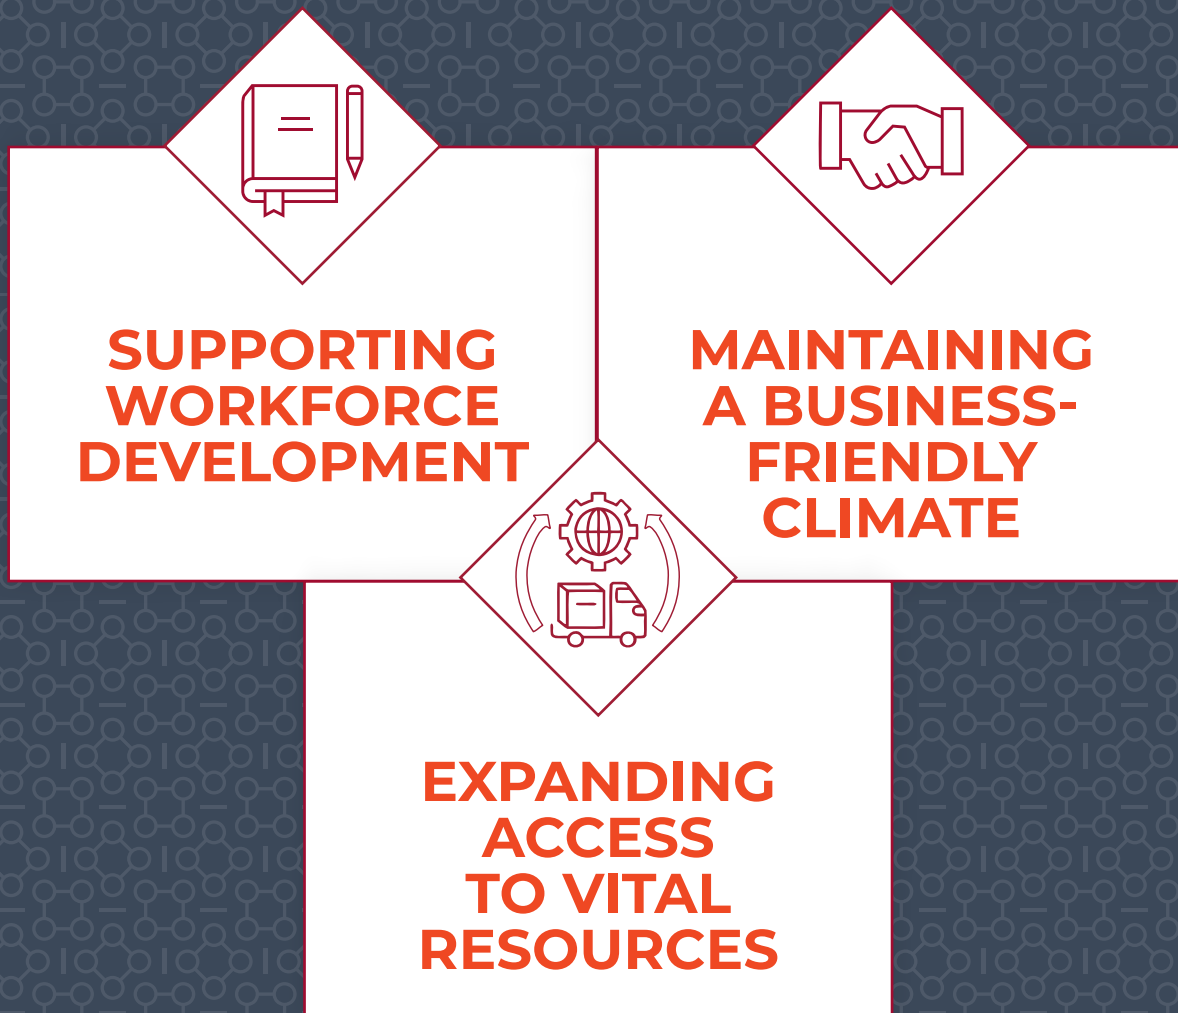 SUPPORTING
WORKFORCE
DEVELOPMENT
MAINTAINING
A BUSINESS-
FRIENDLY
CLIMATE
EXPANDING
ACCESS
TO VITAL
RESOURCES